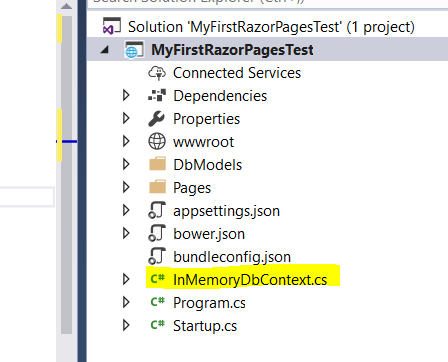 Search Solution Explorer (Ctrl+;)
Solution 'MyFirstRazorPagesTest' (1 project)
MyFirstRazorPagesTest
Connected Services
Dependencies
Properties
wwwroot
DbModels
Pages
appsettings.json
bower.json
bundleconfig.json
C# InMemoryDbContext.cs
C# Program.cs
C# Startup.cs